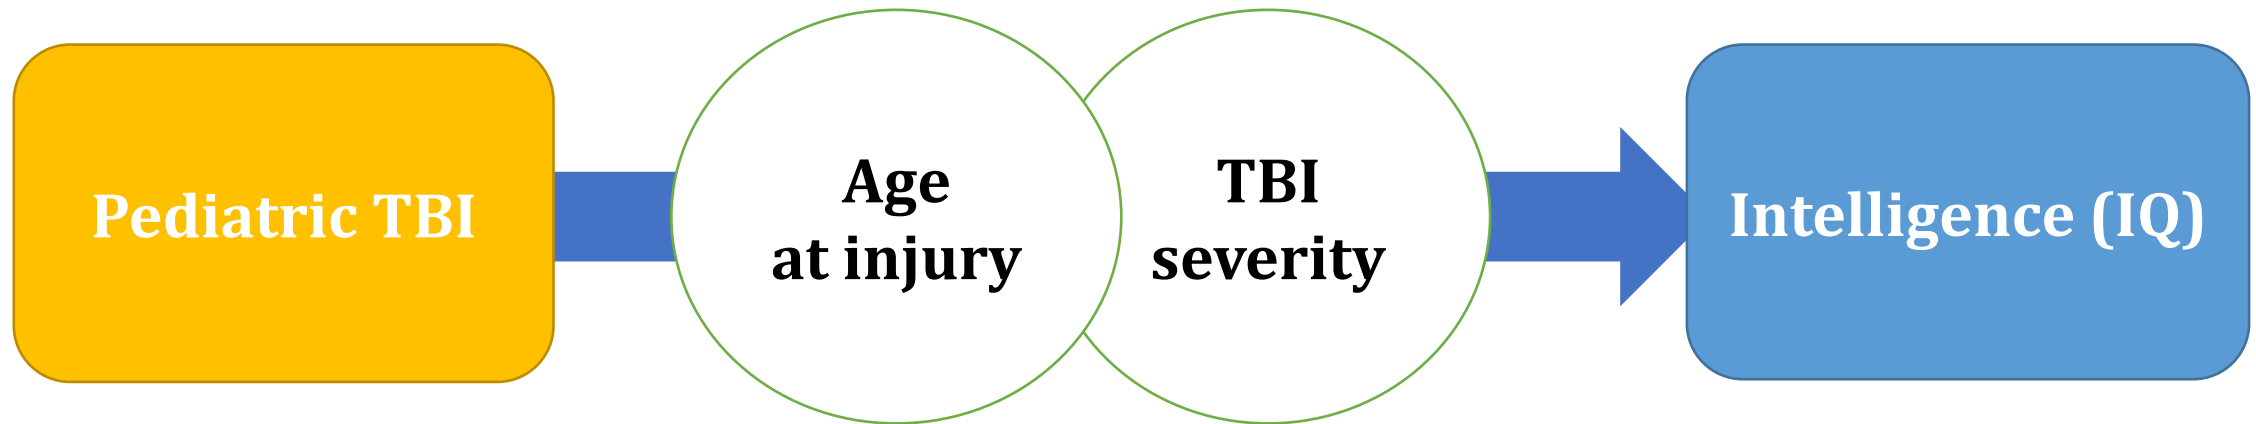 Pediatric TBI
Age
at injury
TBI
severity
Intelligence (IQ)